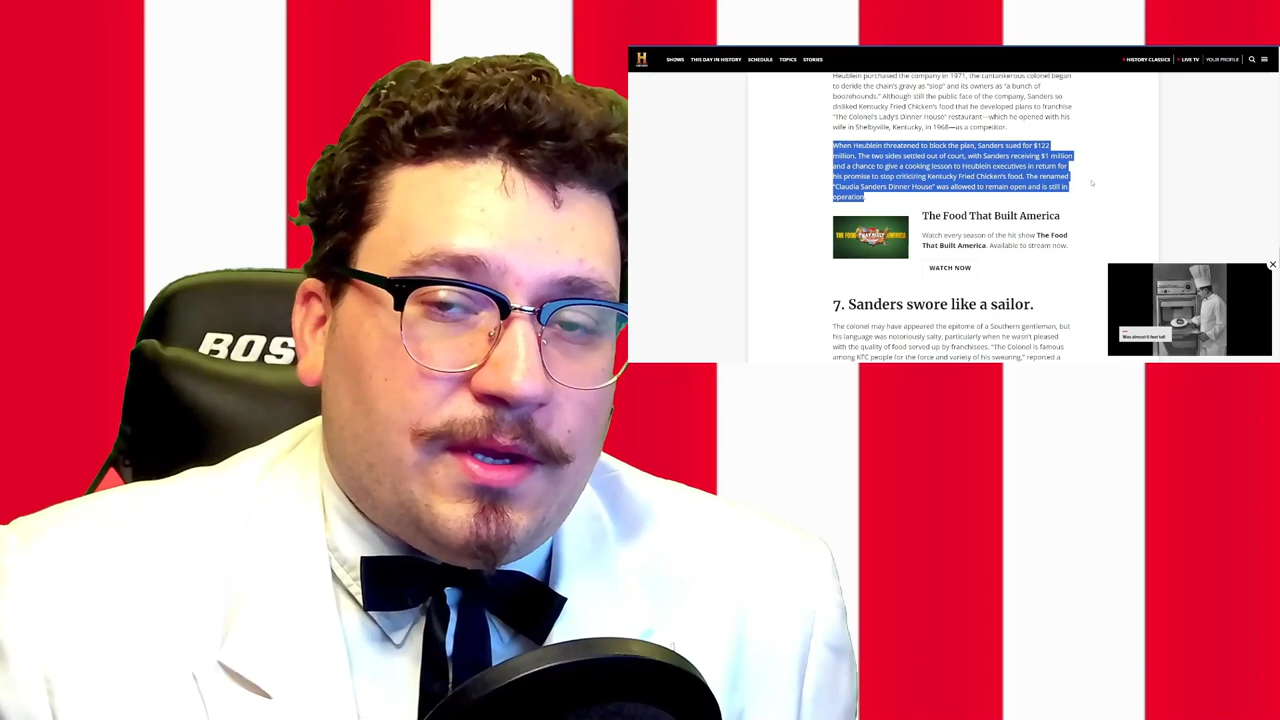 BOS
H
HISTORY
SHOWS THIS DAY IN HISTORY SCHEDULE TOPICS STORIES
HISTORY CLASSICS LIVE TV YOUR PROFILE
Heublein purchased the company in 1971, the cantankerous colonel began
to deride the chain's gravy as "slop" and its owners as "a bunch of
boozehounds." Although still the public face of the company, Sanders so
disliked Kentucky Fried Chicken's food that he developed plans to franchise
"The Colonel's Lady's Dinner House" restaurant—which he opened with his
wife in Shelbyville, Kentucky, in 1968—as a competitor.
When Heublein threatened to block the plan, Sanders sued for $122
million. The two sides settled out of court, with Sanders receiving $1 million
and a chance to give a cooking lesson to Heublein executives in return for
his promise to stop criticizing Kentucky Fried Chicken's food. The renamed
"Claudia Sanders Dinner House" was allowed to remain open and is still in
operation.
THE FOOD THAT BUILT AMERICA
The Food That Built America
Watch every season of the hit show The Food
That Built America. Available to stream now.
WATCH NOW
Was almost 6 feet tall
7. Sanders swore like a sailor.
The colonel may have appeared the epitome of a Southern gentleman, but
his language was notoriously salty, particularly when he wasn't pleased
with the quality of food served up by franchisees. "The Colonel is famous
among KFC people for the force and variety of his swearing," reported a